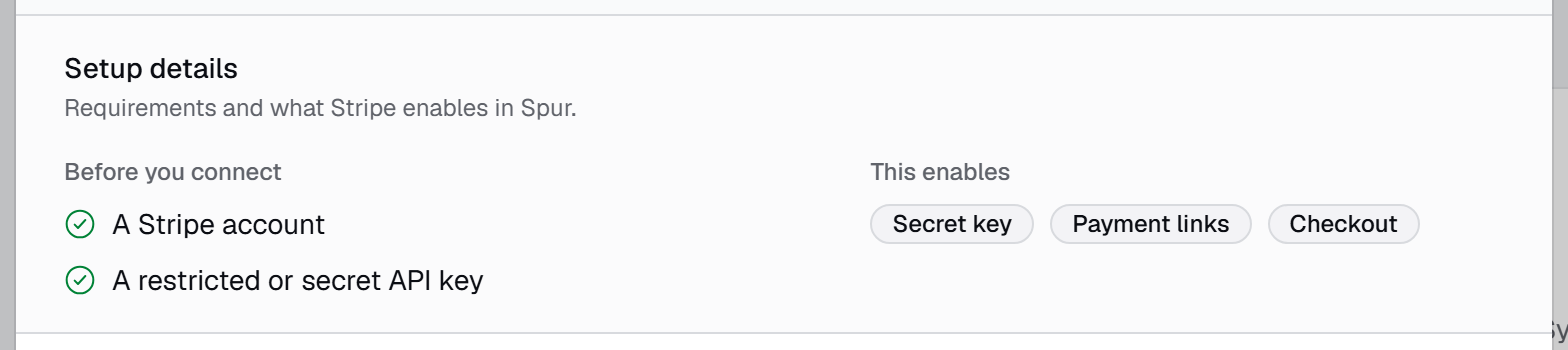 Setup details
Requirements and what Stripe enables in Spur.
Before you connect
A Stripe account
A restricted or secret API key
This enables
Secret key
Payment links
Checkout